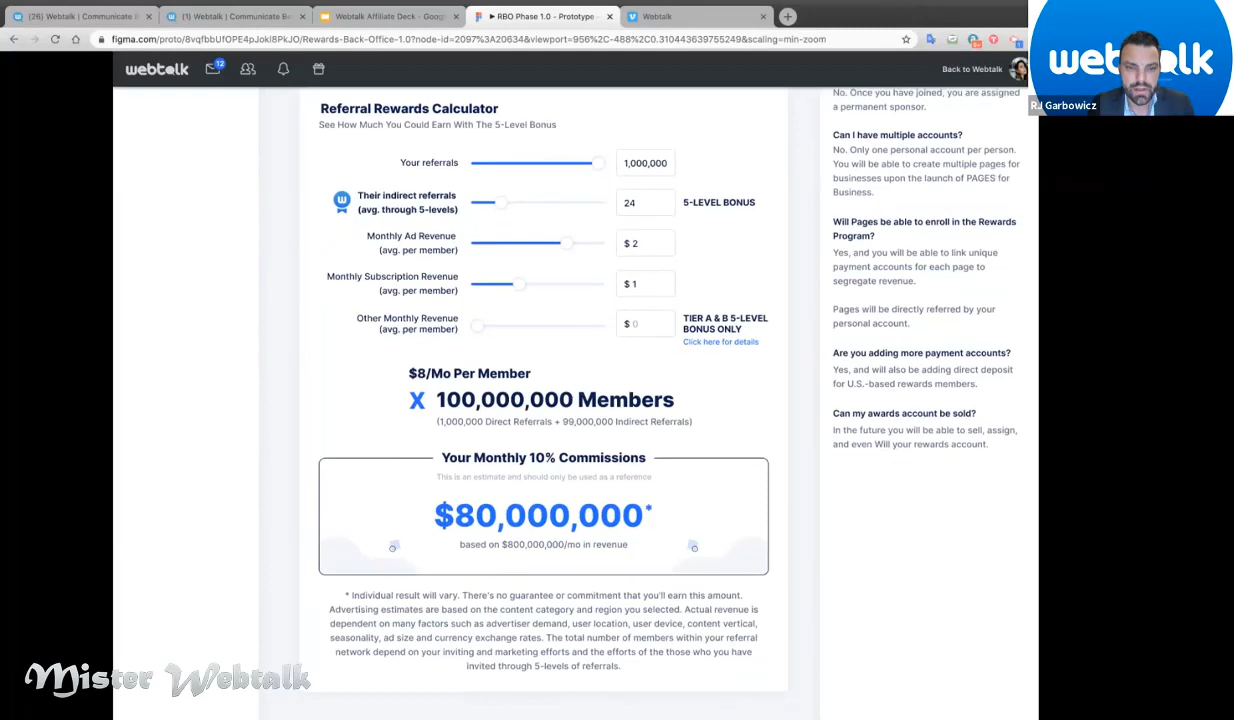 (26) Webtalk | Communicate B
(1) Webtalk | Communicate Be
Webtalk Affiliate Deck - Goog
► RBO Phase 1.0 - Prototype -
Webtalk
figma.com/proto/8vqfbbUfOPE4pJokl8PkJO/Rewards-Back-Office-1.0?node-id=2097%3A20634&viewport=956%2C-488%2C0.310443639755249&scaling=min-zoom
webtalk
12
Back to Webtalk
webtalk
RJ Garbowicz
Referral Rewards Calculator
See How Much You Could Earn With The 5-Level Bonus
Your referrals
1,000,000
Their indirect referrals
(avg. through 5-levels)
24
5-LEVEL BONUS
Monthly Ad Revenue
(avg. per member)
$ 2
Monthly Subscription Revenue
(avg. per member)
$ 1
Other Monthly Revenue
(avg. per member)
$ 0
TIER A & B 5-LEVEL
BONUS ONLY
Click here for details
$8/Mo Per Member
X 100,000,000 Members
(1,000,000 Direct Referrals + 99,000,000 Indirect Referrals)
Your Monthly 10% Commissions
This is an estimate and should only be used as a reference
$80,000,000*
based on $800,000,000/mo in revenue
* Individual result will vary. There's no guarantee or commitment that you'll earn this amount.
Advertising estimates are based on the content category and region you selected. Actual revenue is
dependent on many factors such as advertiser demand, user location, user device, content vertical,
seasonality, ad size and currency exchange rates. The total number of members within your referral
network depend on your inviting and marketing efforts and the efforts of the those who you have
invited through 5-levels of referrals.
No. Once you have joined, you are assigned
a permanent sponsor.
Can I have multiple accounts?
No. Only one personal account per person.
You will be able to create multiple pages for
businesses upon the launch of PAGES for
Business.
Will Pages be able to enroll in the Rewards
Program?
Yes, and you will be able to link unique
payment accounts for each page to
segregate revenue.
Pages will be directly referred by your
personal account.
Are you adding more payment accounts?
Yes, and will also be adding direct deposit
for U.S.-based rewards members.
Can my awards account be sold?
In the future you will be able to sell, assign,
and even Will your rewards account.
Mister Webtalk